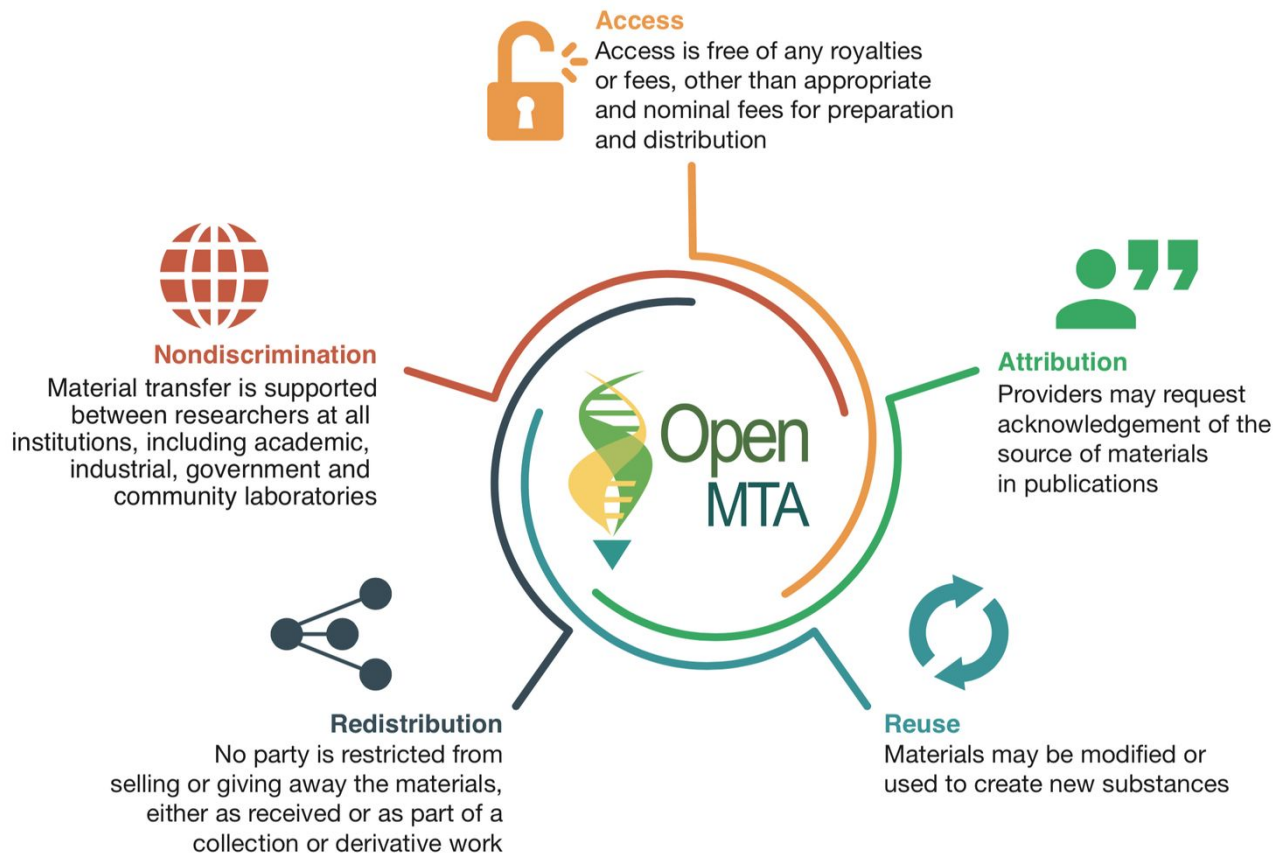 Access
Access is free of any royalties
or fees, other than appropriate
and nominal fees for preparation
and distribution
Nondiscrimination
Material transfer is supported
between researchers at all
institutions, including academic,
industrial, government and
community laboratories
Attribution
Providers may request
acknowledgement of the
source of materials
in publications
Open
MTA
Redistribution
No party is restricted from
selling or giving away the materials,
either as received or as part of a
collection or derivative work
Reuse
Materials may be modified or
used to create new substances